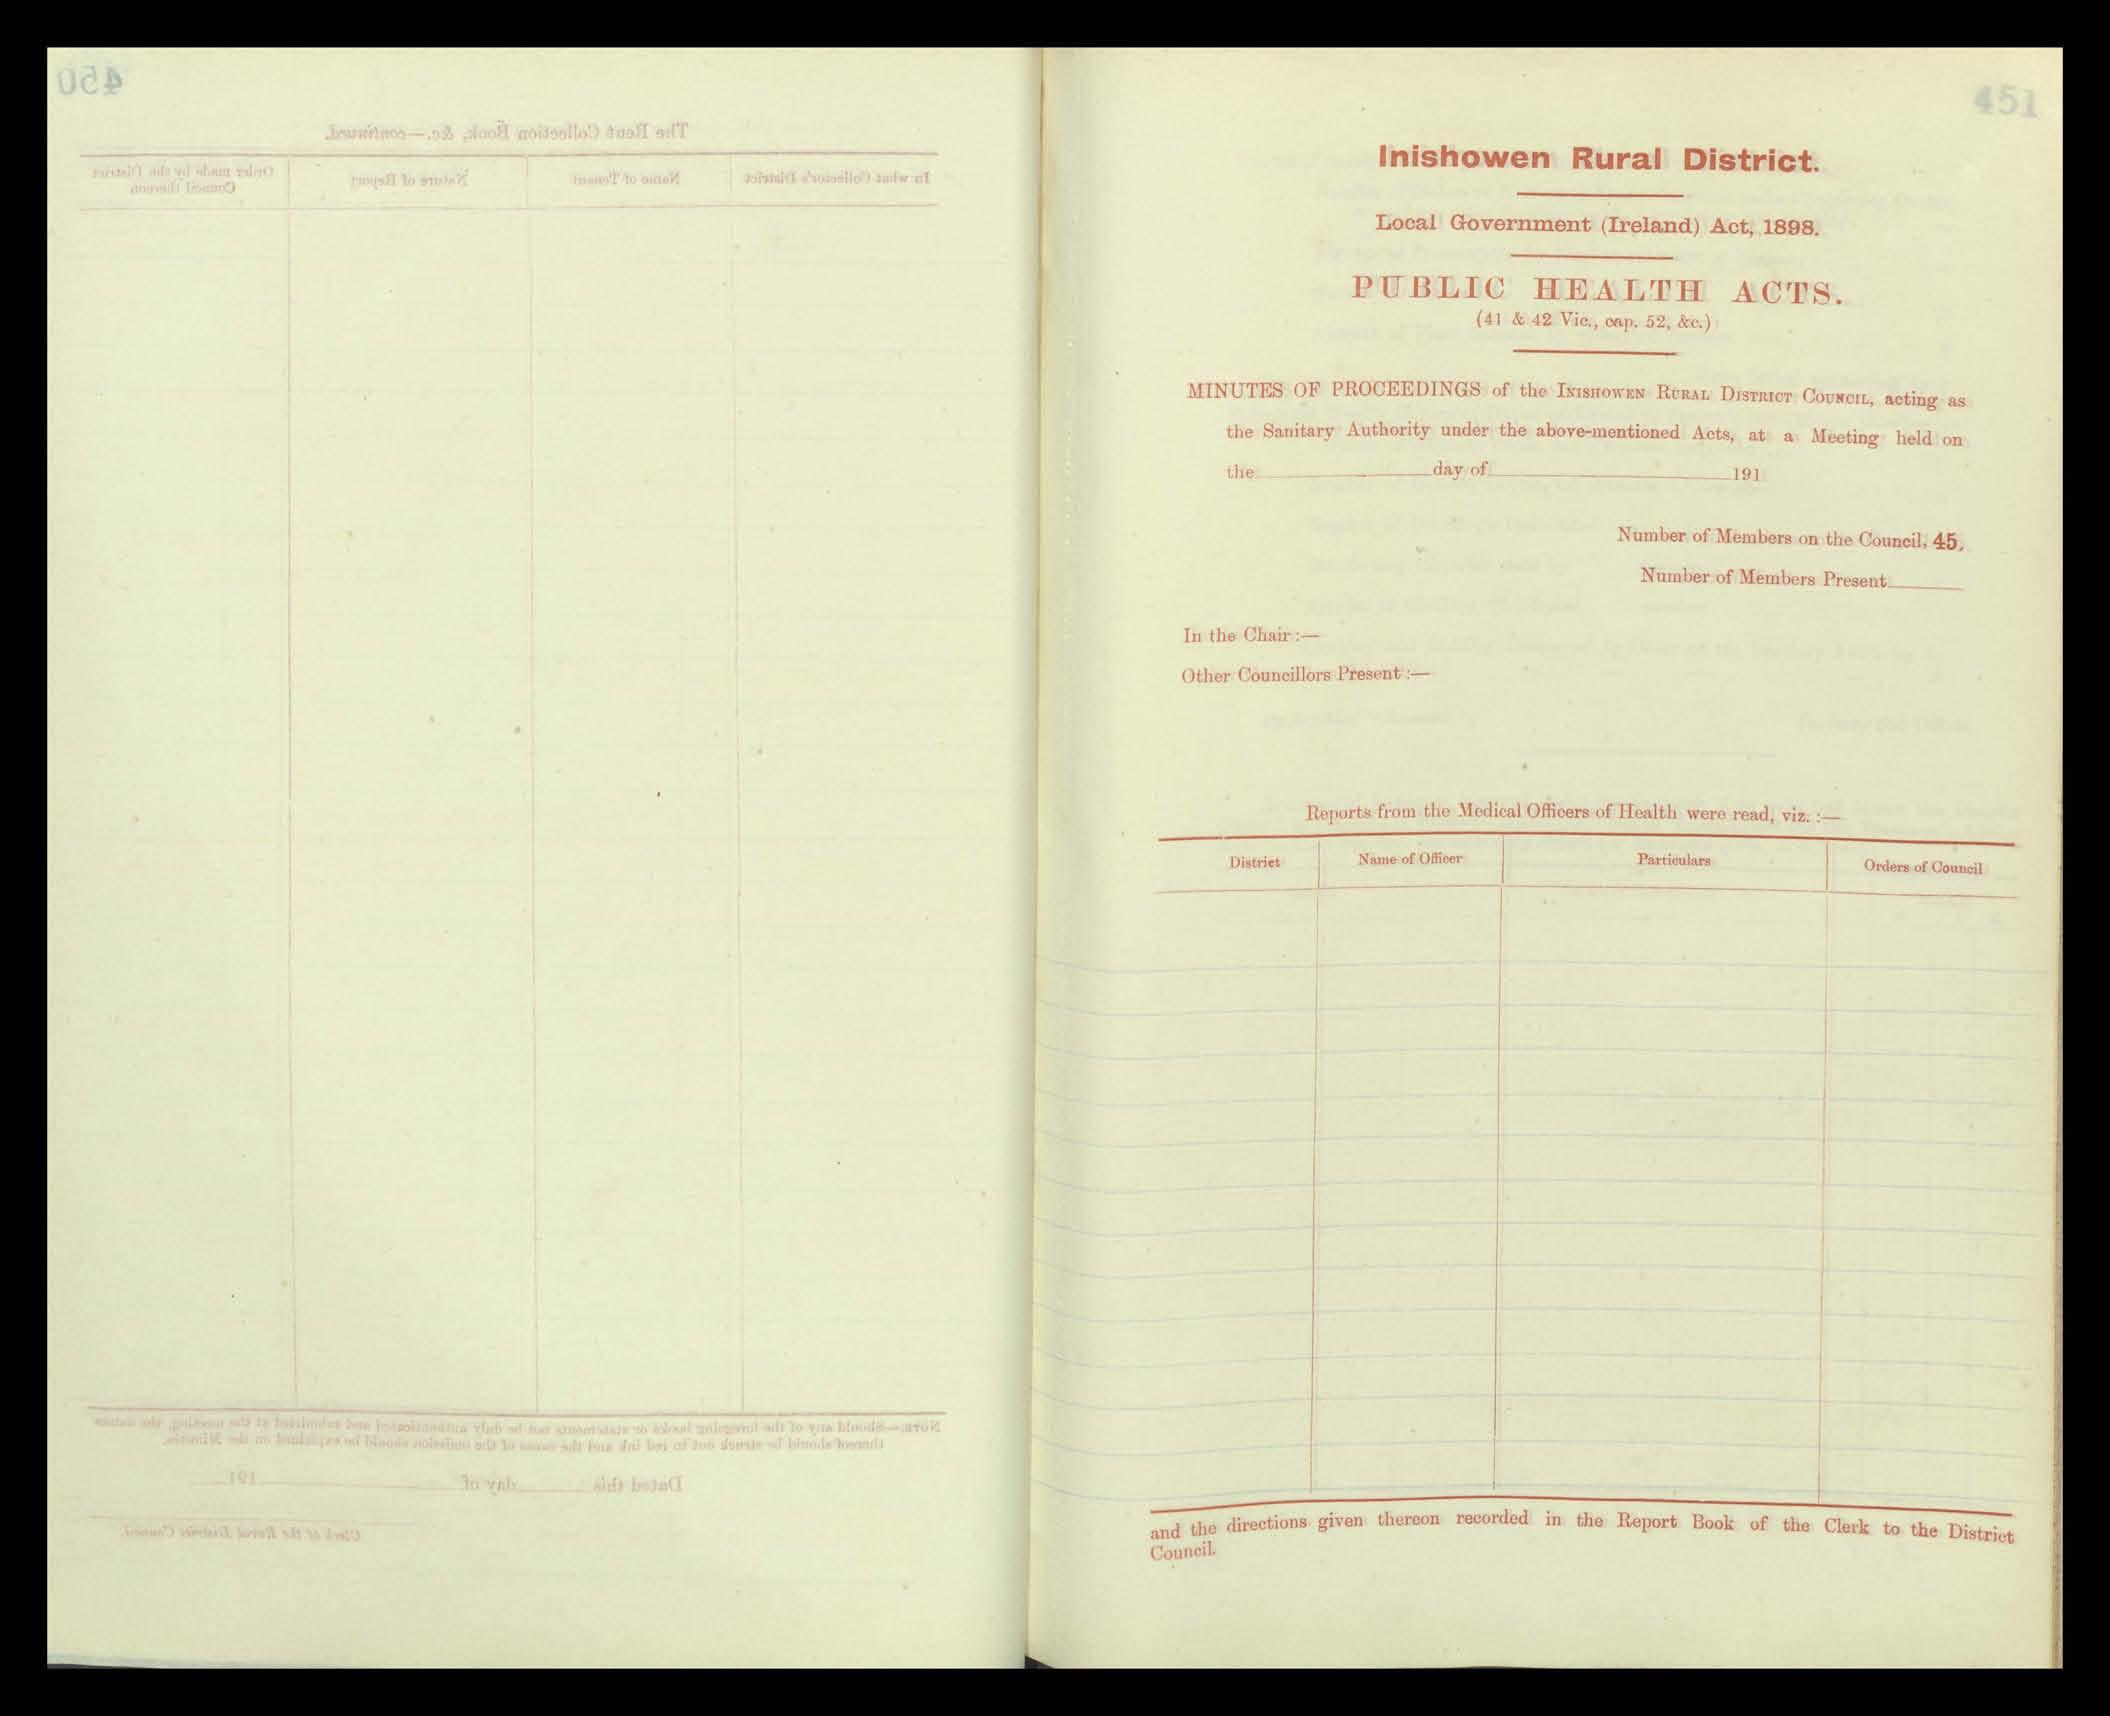 450
The Rent Collection Book, &c.—continued.
In what Collector's District
Name of Tenant
Nature of Report
Order made by the District
Council thereon
NOTE.—Should any of the foregoing books or statements not be duly authenticated and submitted at the meeting, the names
thereof should be struck out in red ink and the cause of the omission should be explained on the Minutes.
Dated this day of 191
Clerk of the Rural District Council.
451
Inishowen Rural District.
Local Government (Ireland) Act, 1898.
PUBLIC HEALTH ACTS.
(41 & 42 Vic., cap. 52, &c.)
MINUTES OF PROCEEDINGS of the INISHOWEN RURAL DISTRICT COUNCIL, acting as
the Sanitary Authority under the above-mentioned Acts, at a Meeting held on
the day of 191
Number of Members on the Council, 45.
Number of Members Present
In the Chair :—
Other Councillors Present :—
Reports from the Medical Officers of Health were read, viz. :—
District
Name of Officer
Particulars
Orders of Council
and the directions given thereon recorded in the Report Book of the Clerk to the District
Council.